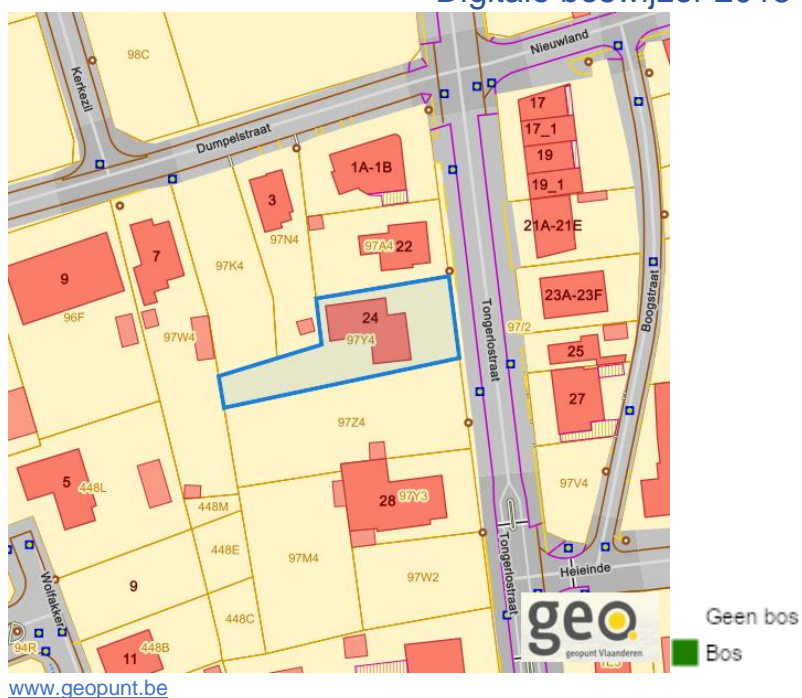 Nieuwland
98C
Kerkezil
Dumpelstraat
17
17_1
19
19_1
1A-1B
3
21A-21E
97N4
97A4 22
7
97K4
9
23A-23F
96F
24
97Y4
97/2
Boogstraat
97W4
Tongerlostraat
25
27
97Z4
97V4
5
448L
28 97Y3
448M
448E
97M4
Tongerlostraat
Heieinde
9
97W2
Wolfakker
448C
94R
11 448B
geo
geopunt Vlaanderen
Geen bos
Bos
www.geopunt.be